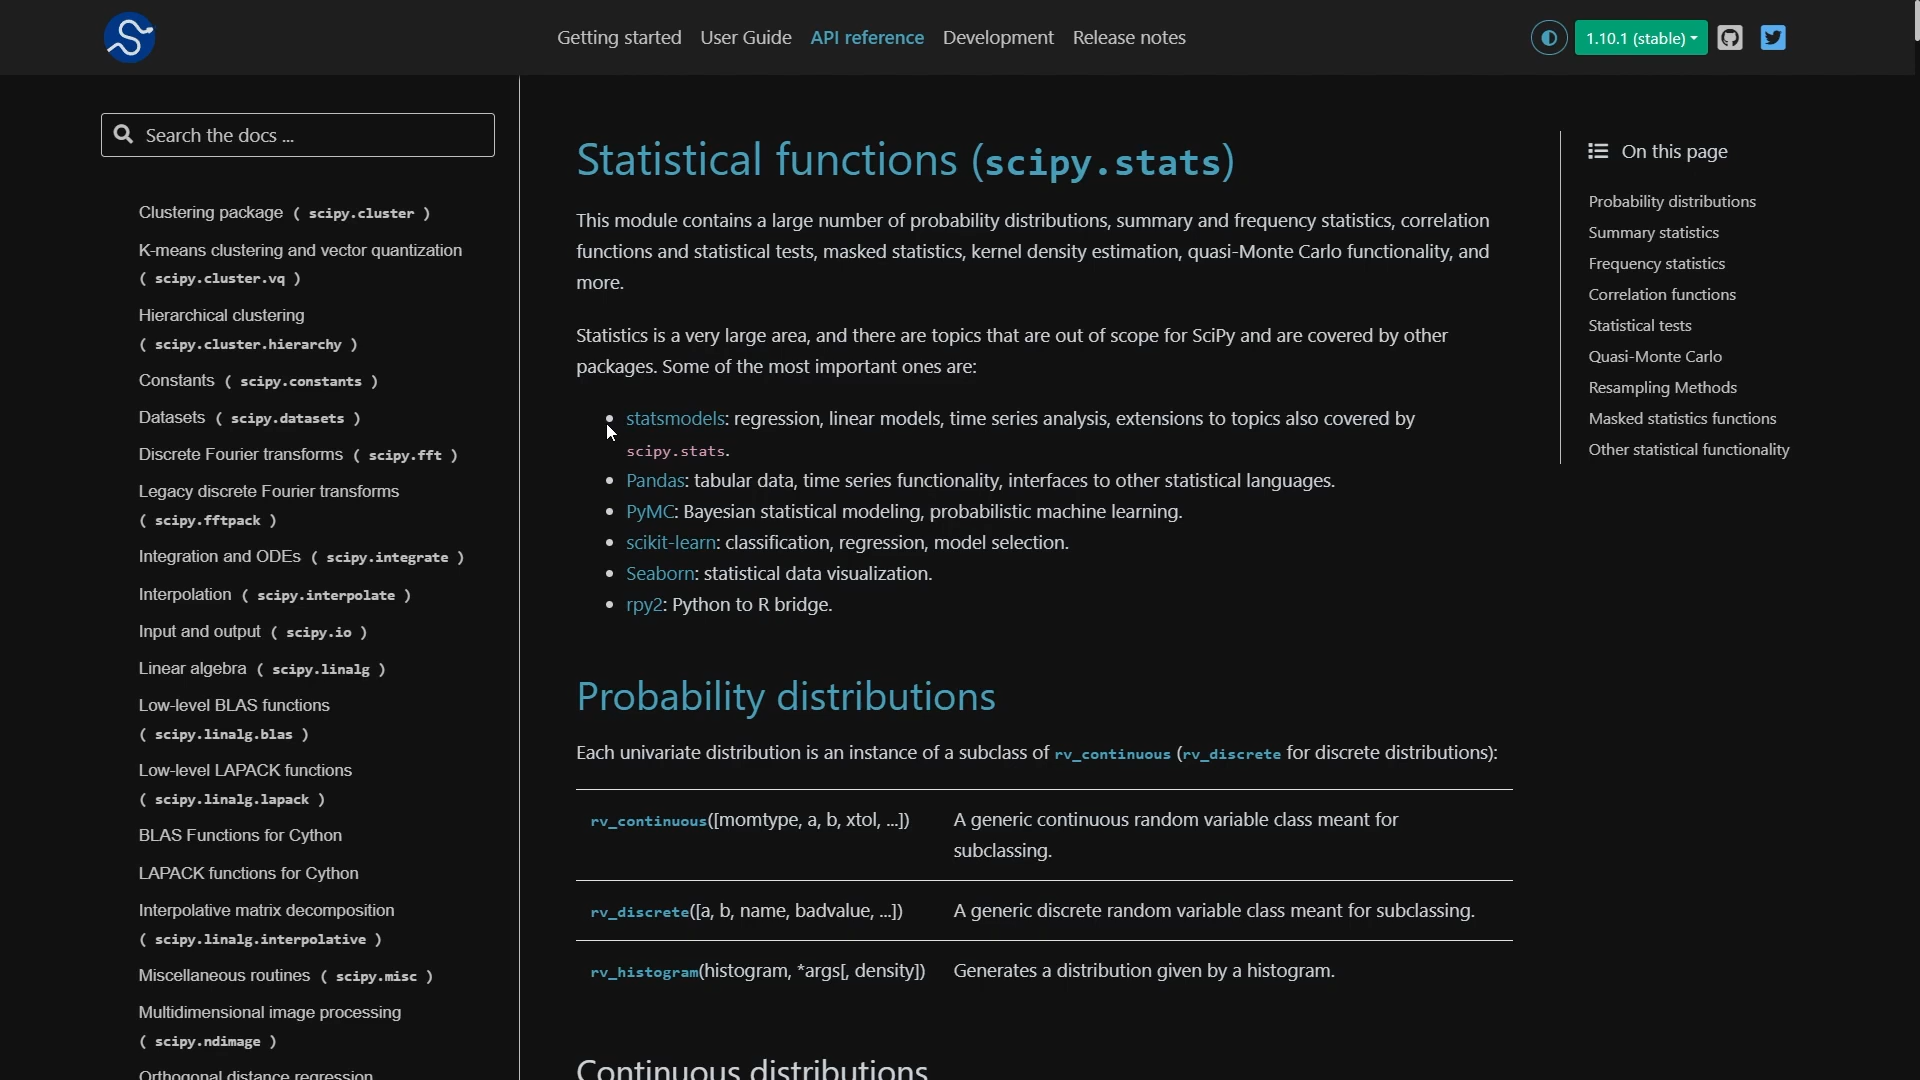 Getting started User Guide API reference Development Release notes
1.10.1 (stable)
Search the docs ...
Clustering package ( scipy.cluster )
K-means clustering and vector quantization
( scipy.cluster.vq )
Hierarchical clustering
( scipy.cluster.hierarchy )
Constants ( scipy.constants )
Datasets ( scipy.datasets )
Discrete Fourier transforms ( scipy.fft )
Legacy discrete Fourier transforms
( scipy.fftpack )
Integration and ODEs ( scipy.integrate )
Interpolation ( scipy.interpolate )
Input and output ( scipy.io )
Linear algebra ( scipy.linalg )
Low-level BLAS functions
( scipy.linalg.blas )
Low-level LAPACK functions
( scipy.linalg.lapack )
BLAS Functions for Cython
LAPACK functions for Cython
Interpolative matrix decomposition
( scipy.linalg.interpolative )
Miscellaneous routines ( scipy.misc )
Multidimensional image processing
( scipy.ndimage )
Orthogonal distance regression
Statistical functions (scipy.stats)
This module contains a large number of probability distributions, summary and frequency statistics, correlation
functions and statistical tests, masked statistics, kernel density estimation, quasi-Monte Carlo functionality, and
more.
Statistics is a very large area, and there are topics that are out of scope for SciPy and are covered by other
packages. Some of the most important ones are:
• statsmodels: regression, linear models, time series analysis, extensions to topics also covered by
scipy.stats.
• Pandas: tabular data, time series functionality, interfaces to other statistical languages.
• PyMC: Bayesian statistical modeling, probabilistic machine learning.
• scikit-learn: classification, regression, model selection.
• Seaborn: statistical data visualization.
• rpy2: Python to R bridge.
Probability distributions
Each univariate distribution is an instance of a subclass of rv_continuous (rv_discrete for discrete distributions):
rv_continuous([momtype, a, b, xtol, ...]) A generic continuous random variable class meant for
subclassing.
rv_discrete([a, b, name, badvalue, ...]) A generic discrete random variable class meant for subclassing.
rv_histogram(histogram, *args[, density]) Generates a distribution given by a histogram.
Continuous distributions
On this page
Probability distributions
Summary statistics
Frequency statistics
Correlation functions
Statistical tests
Quasi-Monte Carlo
Resampling Methods
Masked statistics functions
Other statistical functionality